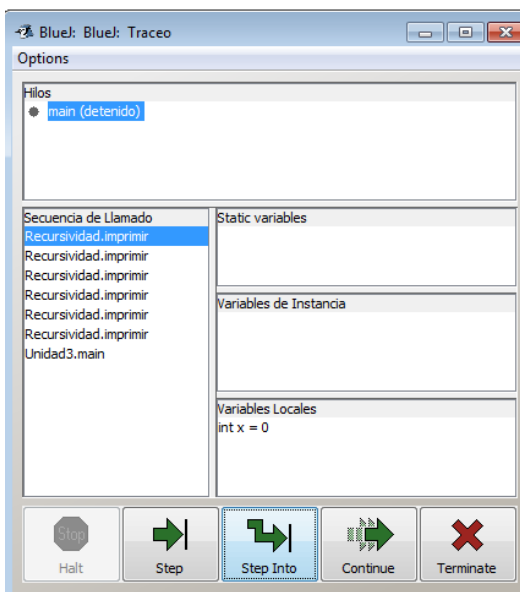 BlueJ: BlueJ: Traceo
Options
Hilos
main (detenido)
Secuencia de Llamado
Recursividad.imprimir
Recursividad.imprimir
Recursividad.imprimir
Recursividad.imprimir
Recursividad.imprimir
Recursividad.imprimir
Unidad3.main
Static variables
Variables de Instancia
Variables Locales
int x = 0
Stop
Halt
Step
Step Into
Continue
Terminate